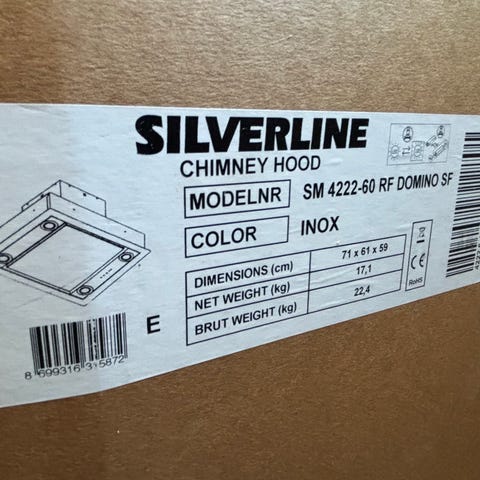 SILVERLINE
CHIMNEY HOOD
MODELNR SM 4222-60 RF DOMINO SF
COLOR INOX
DIMENSIONS (cm) 71 x 61 x 59
NET WEIGHT (kg) 17,1
BRUT WEIGHT (kg) 22,4
CE
RoHS
E
8 699316 315872